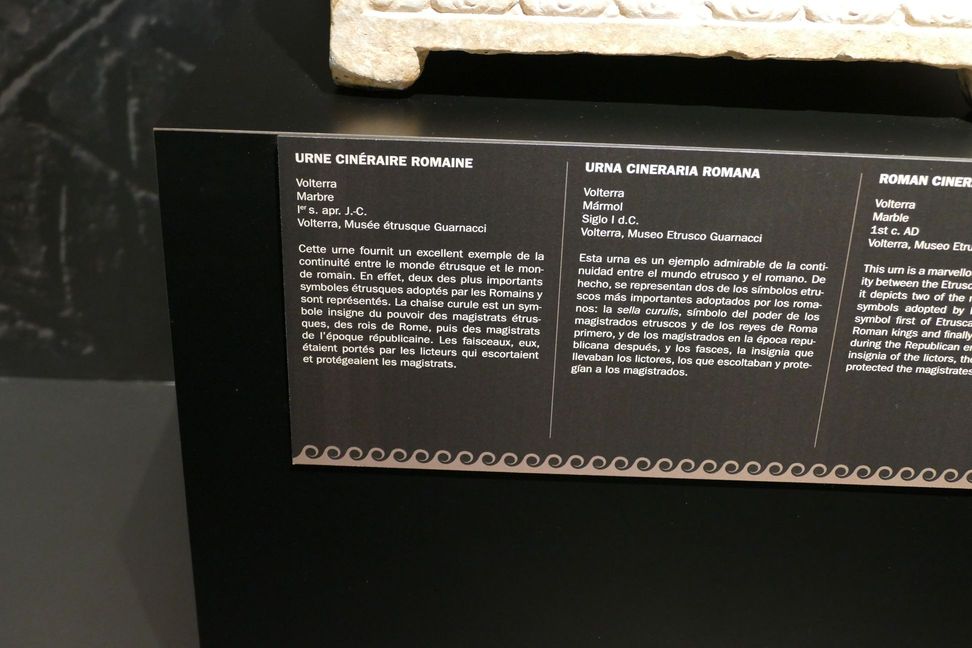 URNE CINÉRAIRE ROMAINE
Volterra
Marbre
Ier s. apr. J.-C.
Volterra, Musée étrusque Guarnacci
Cette urne fournit un excellent exemple de la
continuité entre le monde étrusque et le mon-
de romain. En effet, deux des plus importants
symboles étrusques adoptés par les Romains y
sont représentés. La chaise curule est un sym-
bole insigne du pouvoir des magistrats étrus-
ques, des rois de Rome, puis des magistrats
de l'époque républicaine. Les faisceaux, eux,
étaient portés par les licteurs qui escortaient
et protégeaient les magistrats.
URNA CINERARIA ROMANA
Volterra
Mármol
Siglo I d.C.
Volterra, Museo Etrusco Guarnacci
Esta urna es un ejemplo admirable de la conti-
nuidad entre el mundo etrusco y el romano. De
hecho, se representan dos de los símbolos etru-
scos más importantes adoptados por los roma-
nos: la sella curulis, símbolo del poder de los
magistrados etruscos y de los reyes de Roma
primero, y de los magistrados en la época repu-
blicana después, y los fasces, la insignia que
llevaban los lictores, los que escoltaban y prote-
gían a los magistrados.
ROMAN CINER
Volterra
Marble
1st c. AD
Volterra, Museo Etru
This urn is a marvello
ity between the Etrusc
it depicts two of the
symbols adopted by
symbol first of Etrusca
Roman kings and finally
during the Republican er
insignia of the lictors, the
protected the magistrates